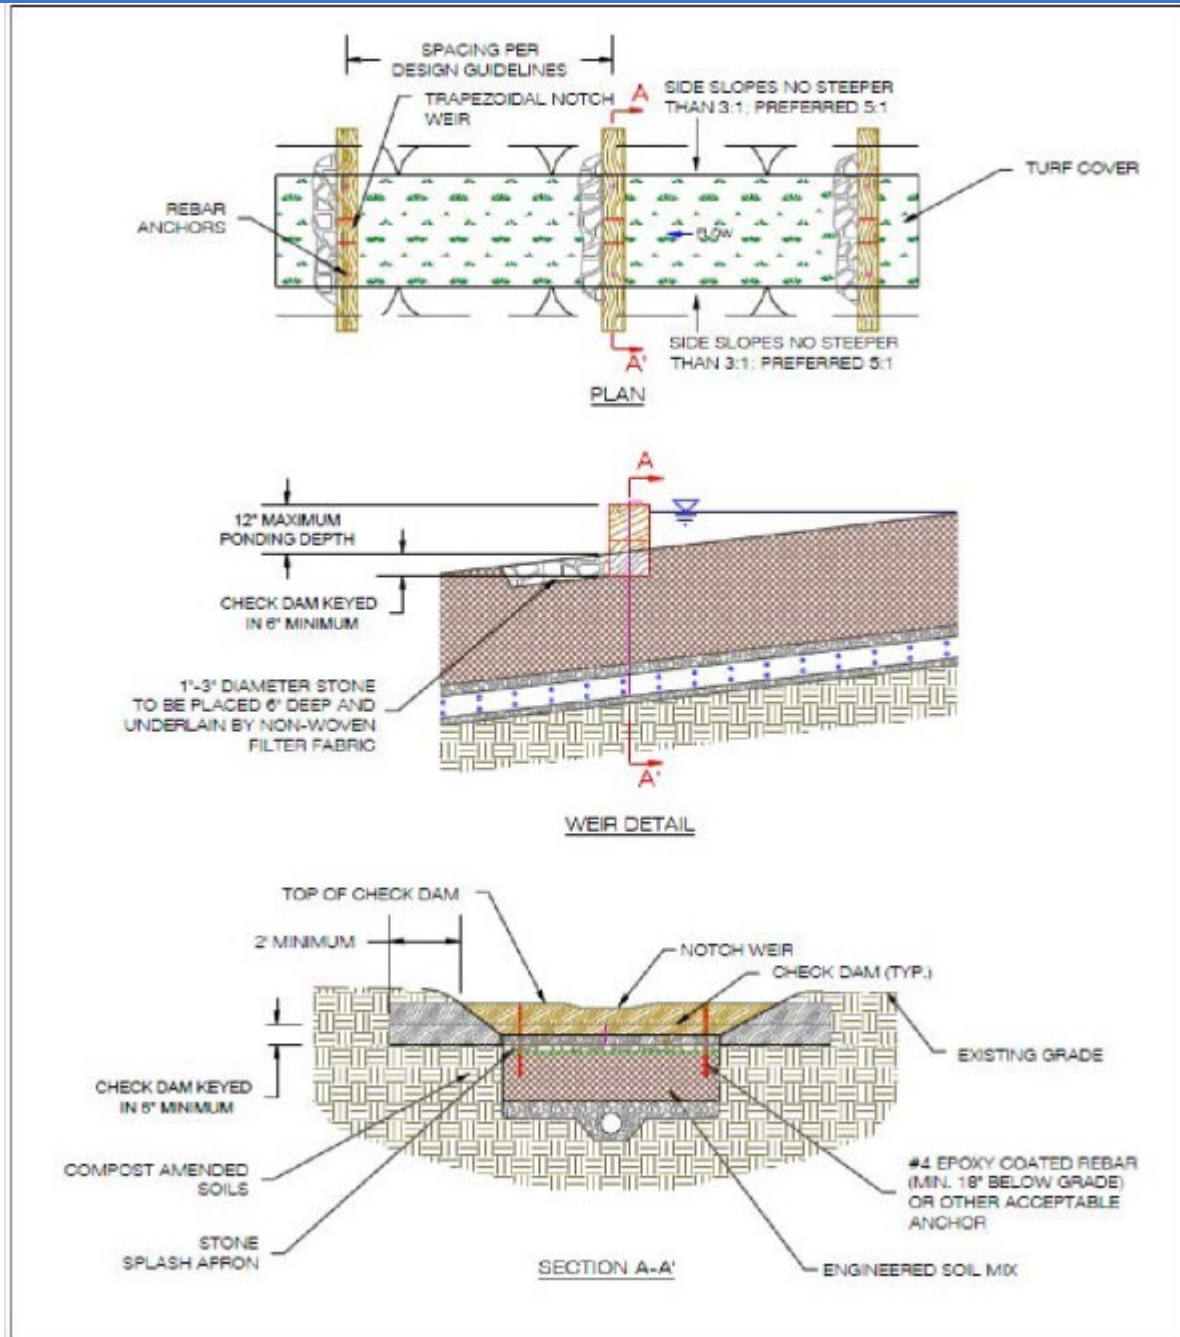 SPACING PER
DESIGN GUIDELINES
TRAPEZOIDAL NOTCH
WEIR
A
SIDE SLOPES NO STEEPER
THAN 3:1; PREFERRED 5:1
TURF COVER
REBAR
ANCHORS
FLOW
SIDE SLOPES NO STEEPER
THAN 3:1; PREFERRED 5:1
A'
PLAN
A
12" MAXIMUM
PONDING DEPTH
CHECK DAM KEYED
IN 6" MINIMUM
1"-3" DIAMETER STONE
TO BE PLACED 6" DEEP AND
UNDERLAIN BY NON-WOVEN
FILTER FABRIC
A'
WEIR DETAIL
TOP OF CHECK DAM
2' MINIMUM
NOTCH WEIR
CHECK DAM (TYP.)
EXISTING GRADE
CHECK DAM KEYED
IN 6" MINIMUM
COMPOST AMENDED
SOILS
#4 EPOXY COATED REBAR
(MIN. 18" BELOW GRADE)
OR OTHER ACCEPTABLE
ANCHOR
STONE
SPLASH APRON
SECTION A-A'
ENGINEERED SOIL MIX